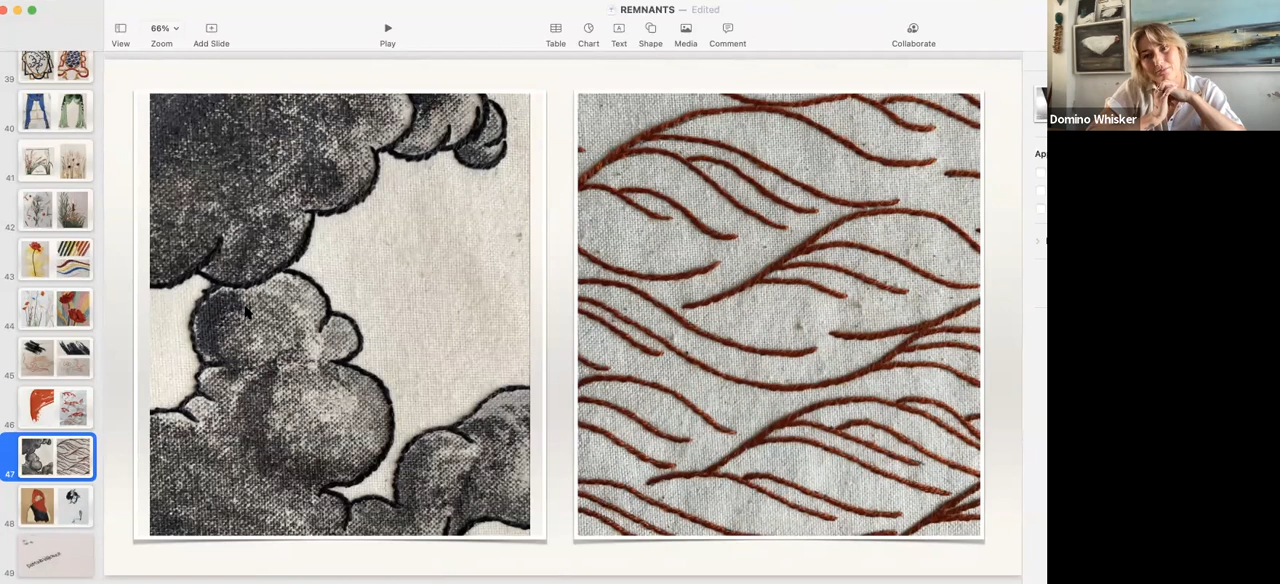 REMNANTS — Edited
66%
View
Zoom
Add Slide
Play
Table
Chart
Text
Shape
Media
Comment
Collaborate
Domino Whisker
39
40
41
42
43
44
45
46
47
48
49